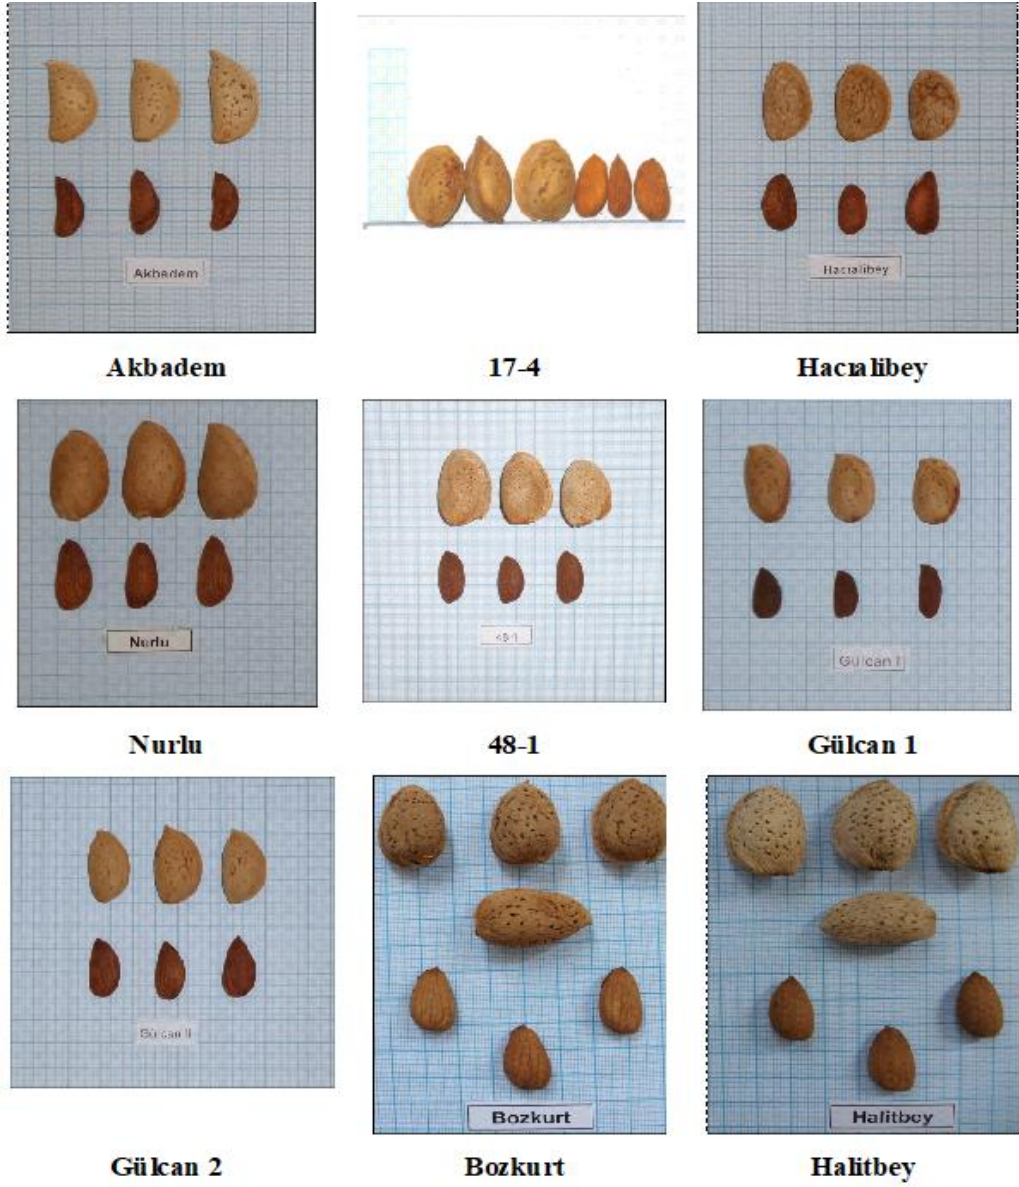 Akbadem
Hacıalibey
Akbadem
17-4
Hacıalibey
Nurlu
48-1
Gülcan I
Nurlu
48-1
Gülcan 1
Gülcan II
Bozkurt
Halitbey
Gülcan 2
Bozkurt
Halitbey